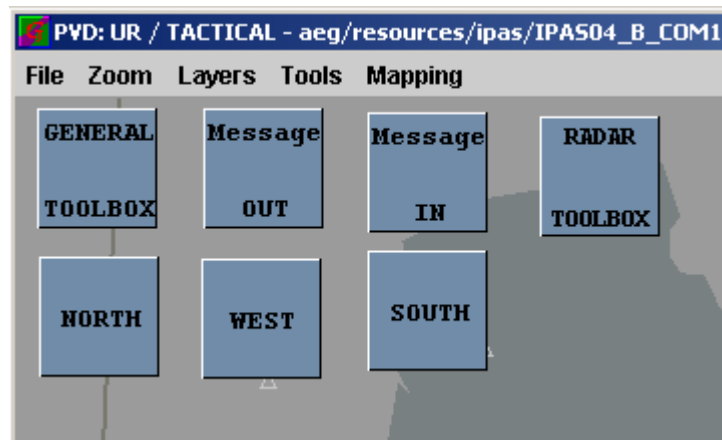 PVD: UR / TACTICAL - aeg/resources/ipas/IPAS04_B_COM1
File Zoom Layers Tools Mapping
GENERAL
TOOLBOX
Message
OUT
Message
IN
RADAR
TOOLBOX
NORTH
WEST
SOUTH